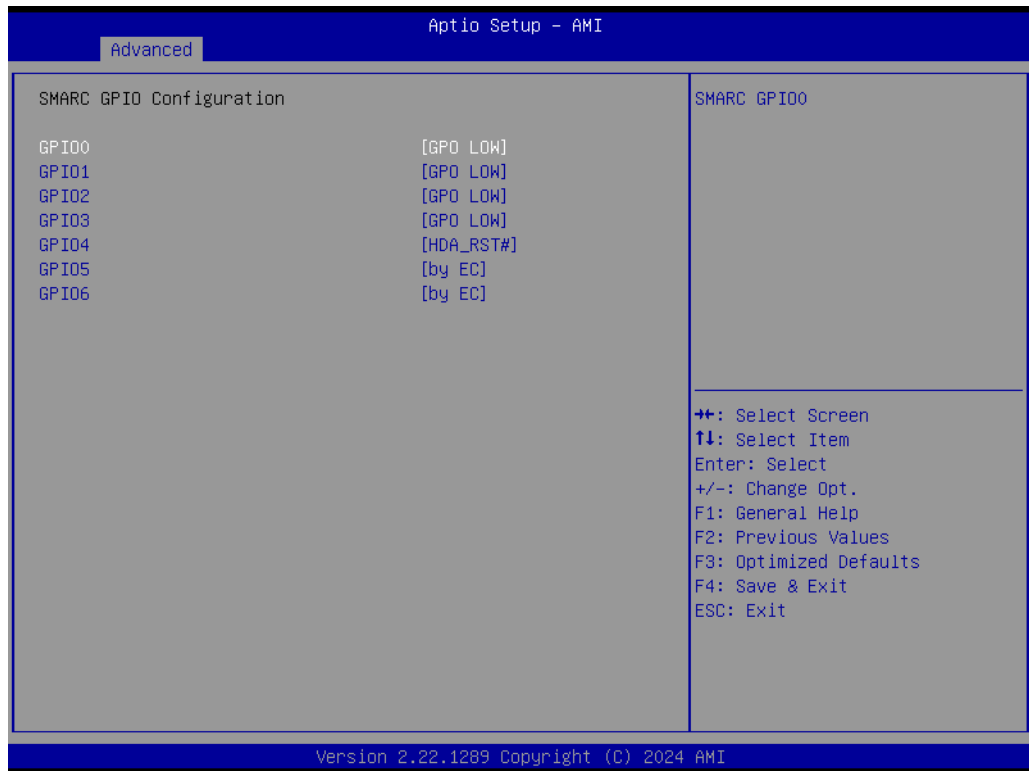 Aptio Setup – AMI
Advanced
SMARC GPIO Configuration
GPIO0 [GPO LOW]
GPIO1 [GPO LOW]
GPIO2 [GPO LOW]
GPIO3 [GPO LOW]
GPIO4 [HDA_RST#]
GPIO5 [by EC]
GPIO6 [by EC]
SMARC GPIO0
→←: Select Screen
↑↓: Select Item
Enter: Select
+/-: Change Opt.
F1: General Help
F2: Previous Values
F3: Optimized Defaults
F4: Save & Exit
ESC: Exit
Version 2.22.1289 Copyright (C) 2024 AMI